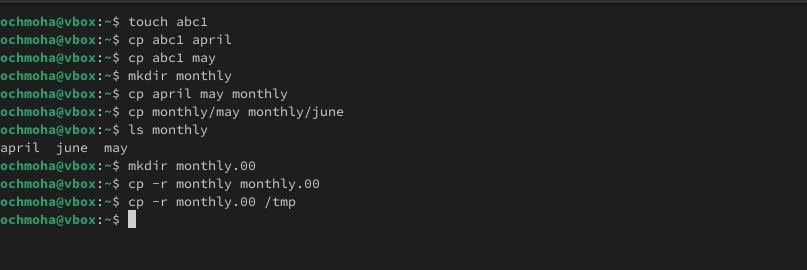 ochmoha@vbox:~$ touch abc1
ochmoha@vbox:~$ cp abc1 april
ochmoha@vbox:~$ cp abc1 may
ochmoha@vbox:~$ mkdir monthly
ochmoha@vbox:~$ cp april may monthly
ochmoha@vbox:~$ cp monthly/may monthly/june
ochmoha@vbox:~$ ls monthly
april  june  may
ochmoha@vbox:~$ mkdir monthly.00
ochmoha@vbox:~$ cp -r monthly monthly.00
ochmoha@vbox:~$ cp -r monthly.00 /tmp
ochmoha@vbox:~$